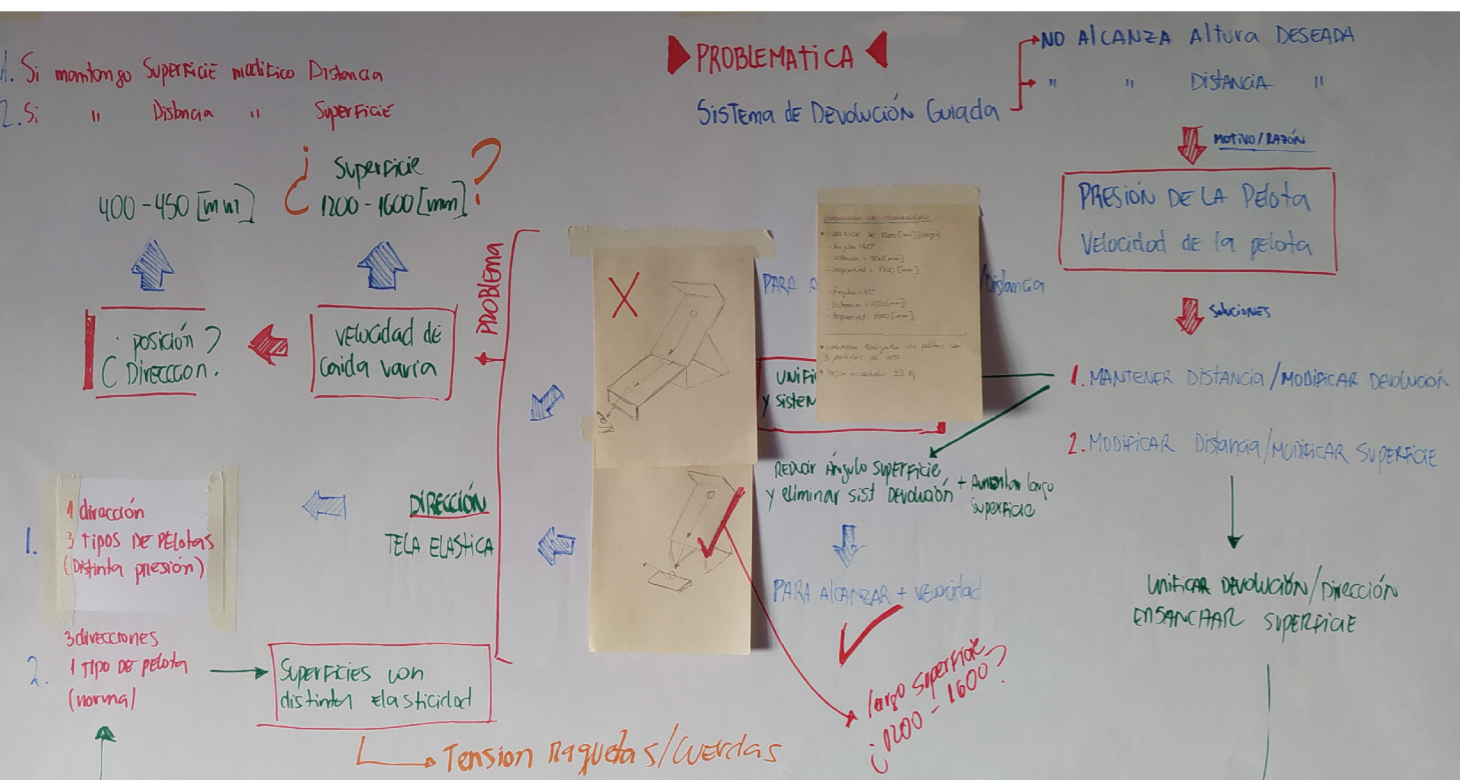 1. Si mantongo Superficie modifico Distancia
2. Si " Distancia " Superficie
400-450 [mm]
¿ Superficie
1200-1600 [mm] ?
posición ?
¿ Direcccon.
velocidad de
Caida varia
PROBLEMA
PROBLEMATICA
SISTEMA DE DEVOLUCIÓN GUIADA
NO AlCANZA Altura DESEADA
" " DistANCiA "
MOTIVO/RAZÓN
PRESIÓN DE LA Pelota
Velocidad de la pelota
SOLUCIONES
1. MANTENER DISTANCIA/MODIFICAR DEVOLUCIÓN
2. MODIFICAR Distancia/MODIFICAR SUPERFICIE
UNIFICAR DEVOLUCIÓN/DIRECCIÓN
ENSANCHAR SUPERFICIE
PARA
/Distancia
X
UNIFI
y sistem
REDUCIR ángulo SUPERFICIE
y eliminar sist DEVOLUCIÓN + Aumentar largo
SUPERFICIE
PARA AlCANZAR + VElocidad
largo superficie
¿1200 - 1600?
DIRECCIÓN
TELA ELASTICA
1.
1 dirección
3 TIPOS DE PElotas
(Distinta presión)
2.
3 direcciones
1 TIPO DE PElota
(normal
Superficies con
distinta elasticidad
Tension Raquetas/Cuerdas